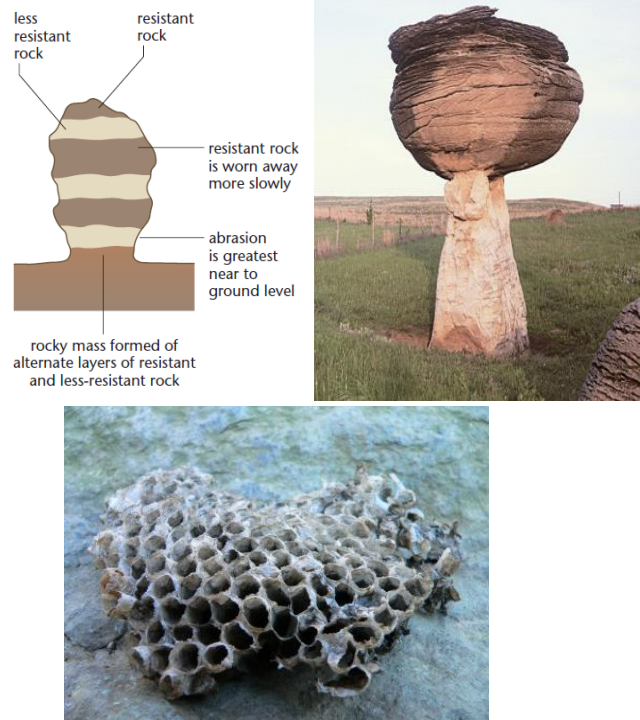 less
resistant
rock
resistant
rock
resistant rock
is worn away
more slowly
abrasion
is greatest
near to
ground level
rocky mass formed of
alternate layers of resistant
and less-resistant rock